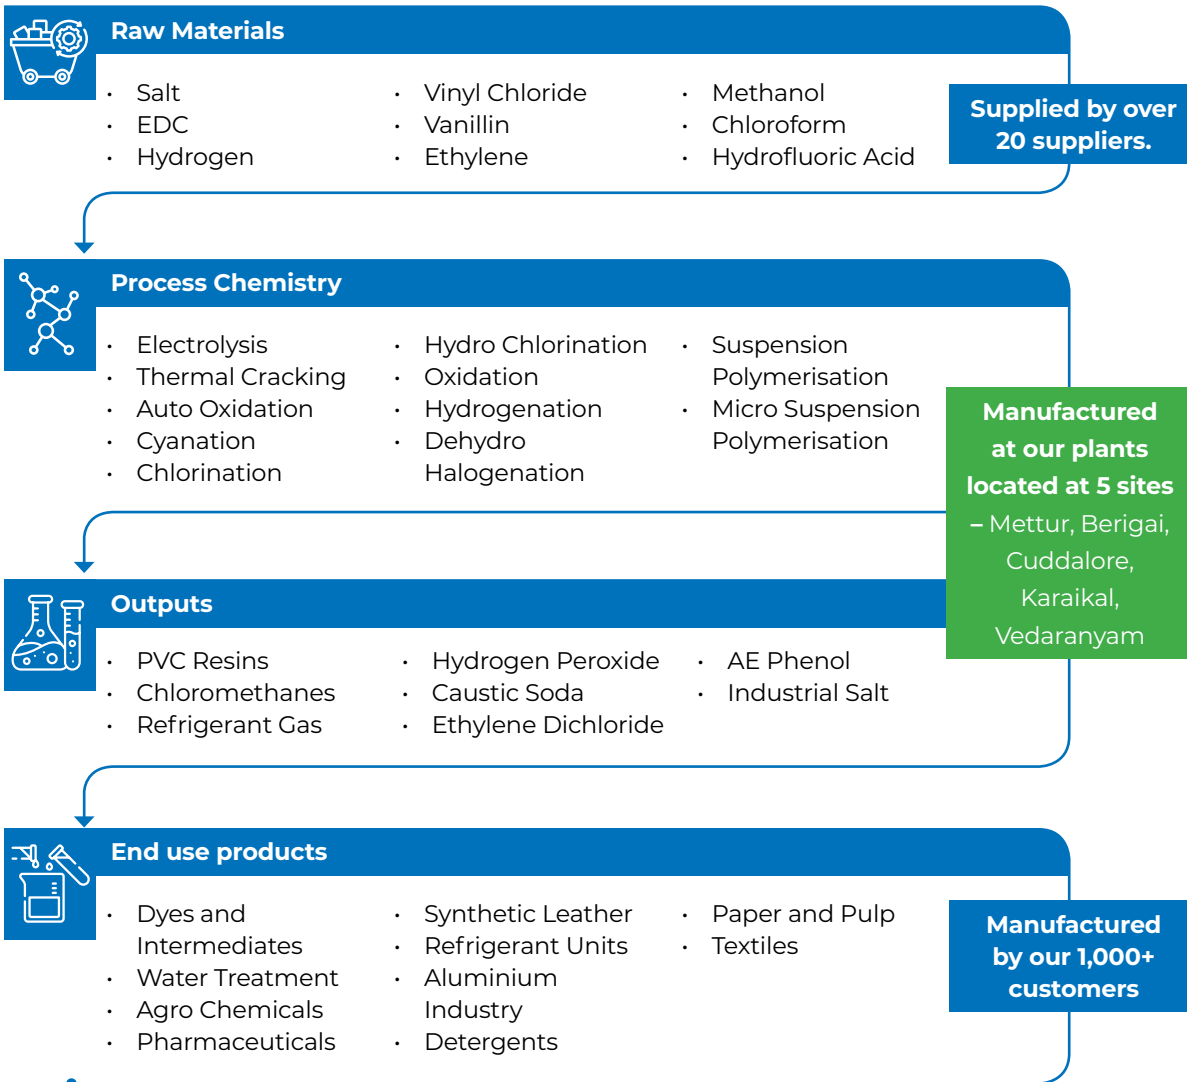 Raw Materials
• Salt
• EDC
• Hydrogen
• Vinyl Chloride
• Vanillin
• Ethylene
• Methanol
• Chloroform
• Hydrofluoric Acid
Supplied by over
20 suppliers.
Process Chemistry
• Electrolysis
• Thermal Cracking
• Auto Oxidation
• Cyanation
• Chlorination
• Hydro Chlorination
• Oxidation
• Hydrogenation
• Dehydro
Halogenation
• Suspension
Polymerisation
• Micro Suspension
Polymerisation
Manufactured
at our plants
located at 5 sites
– Mettur, Berigai,
Cuddalore,
Karaikal,
Vedaranyam
Outputs
• PVC Resins
• Chloromethanes
• Refrigerant Gas
• Hydrogen Peroxide
• Caustic Soda
• Ethylene Dichloride
• AE Phenol
• Industrial Salt
End use products
• Dyes and
Intermediates
• Water Treatment
• Agro Chemicals
• Pharmaceuticals
• Synthetic Leather
• Refrigerant Units
• Aluminium
Industry
• Detergents
• Paper and Pulp
• Textiles
Manufactured
by our 1,000+
customers